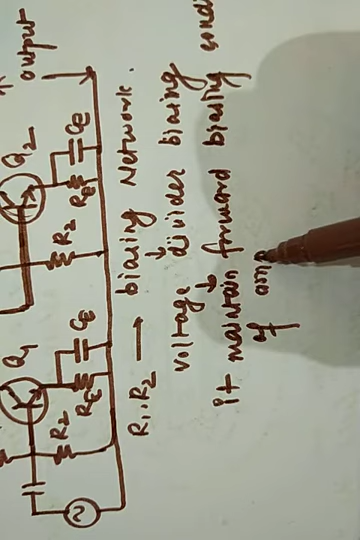 output
Q1 Q2
R2 RE CE R2 RE CE
R1.R2 → biasing Network.
voltage divider biasing
it maintain forward biasing
of